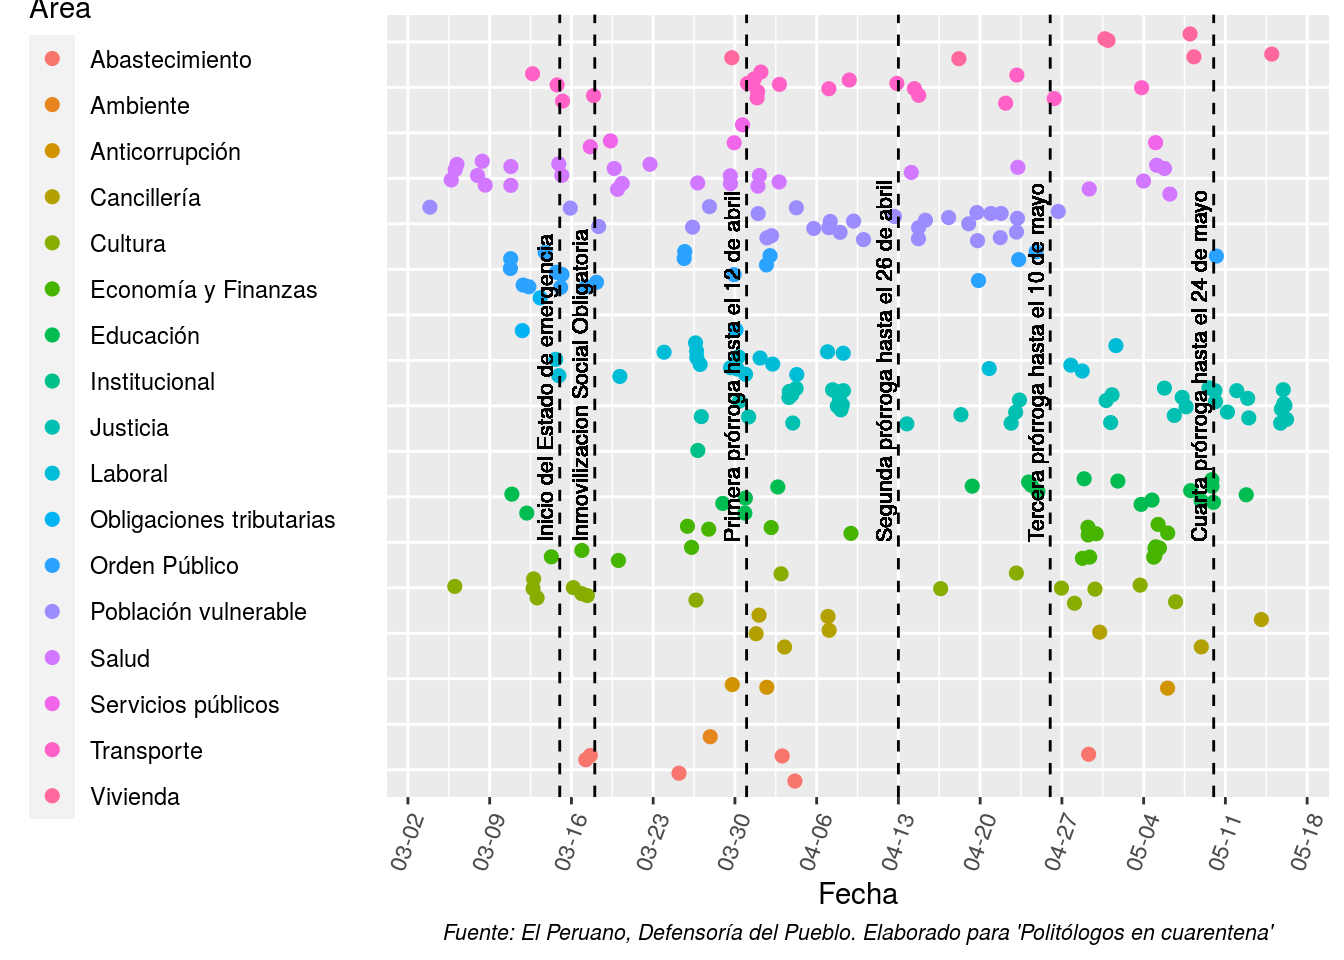 Área
Abastecimiento
Ambiente
Anticorrupción
Cancillería
Cultura
Economía y Finanzas
Educación
Institucional
Justicia
Laboral
Obligaciones tributarias
Orden Público
Población vulnerable
Salud
Servicios públicos
Transporte
Vivienda
Inicio del Estado de emergencia
Inmovilizacion Social Obligatoria
Primera prórroga hasta el 12 de abril
Segunda prórroga hasta el 26 de abril
Tercera prórroga hasta el 10 de mayo
Cuarta prórroga hasta el 24 de mayo
03-02
03-09
03-16
03-23
03-30
04-06
04-13
04-20
04-27
05-04
05-11
05-18
Fecha
Fuente: El Peruano, Defensoría del Pueblo. Elaborado para 'Politólogos en cuarentena'